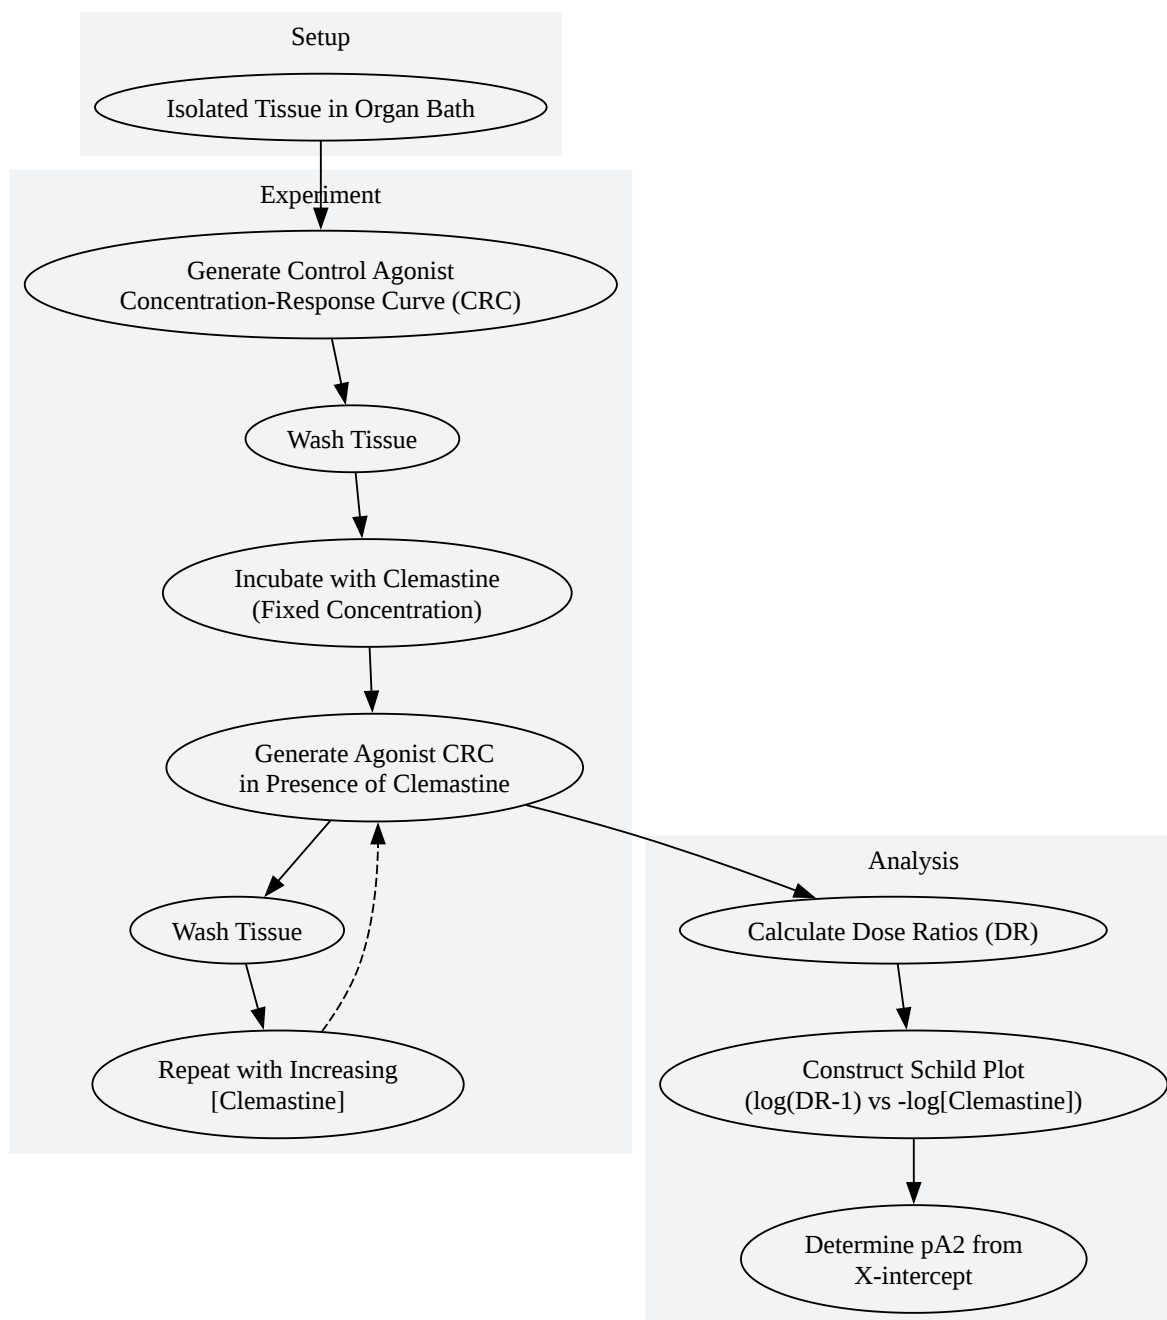 Setup
Isolated Tissue in Organ Bath
Experiment
Generate Control Agonist
Concentration-Response Curve (CRC)
Wash Tissue
Incubate with Clemastine
(Fixed Concentration)
Generate Agonist CRC
in Presence of Clemastine
Wash Tissue
Repeat with Increasing
[Clemastine]
Analysis
Calculate Dose Ratios (DR)
Construct Schild Plot
(log(DR-1) vs -log[Clemastine])
Determine pA2 from
X-intercept